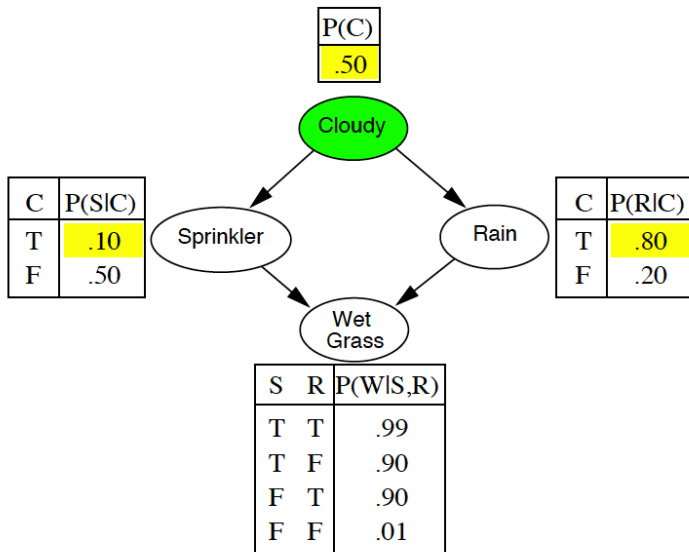 P(C)
.50
Cloudy
C P(S|C)
T .10
F .50
Sprinkler
Rain
C P(R|C)
T .80
F .20
Wet
Grass
S R P(W|S,R)
T T .99
T F .90
F T .90
F F .01